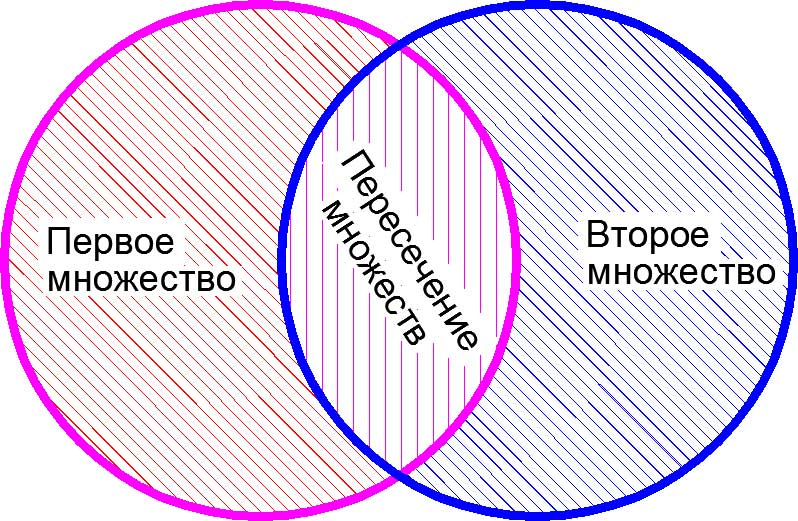 Первое
множество
Пересечение
множеств
Второе
множество